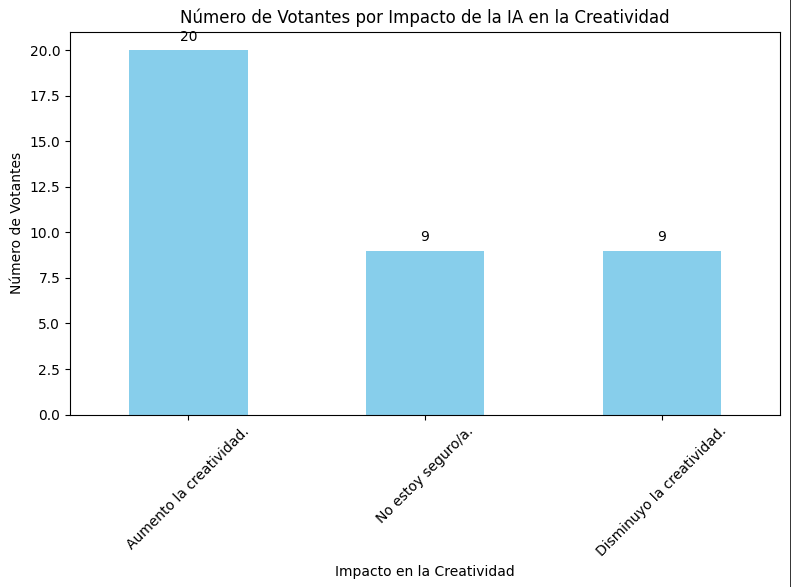 Número de Votantes por Impacto de la IA en la Creatividad
20
9
9
20.0
17.5
15.0
12.5
10.0
7.5
5.0
2.5
0.0
Número de Votantes
Aumento la creatividad.
No estoy seguro/a.
Disminuyo la creatividad.
Impacto en la Creatividad